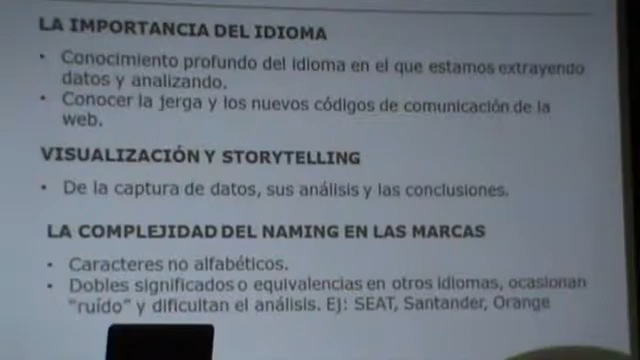 LA IMPORTANCIA DEL IDIOMA
• Conocimiento profundo del idioma en el que estamos extrayendo
datos y analizando.
• Conocer la jerga y los nuevos códigos de comunicación de la
web.
VISUALIZACIÓN Y STORYTELLING
• De la captura de datos, sus análisis y las conclusiones.
LA COMPLEJIDAD DEL NAMING EN LAS MARCAS
• Caracteres no alfabéticos.
• Dobles significados o equivalencias en otros idiomas, ocasionan
"ruído" y dificultan el análisis. EJ: SEAT, Santander, Orange